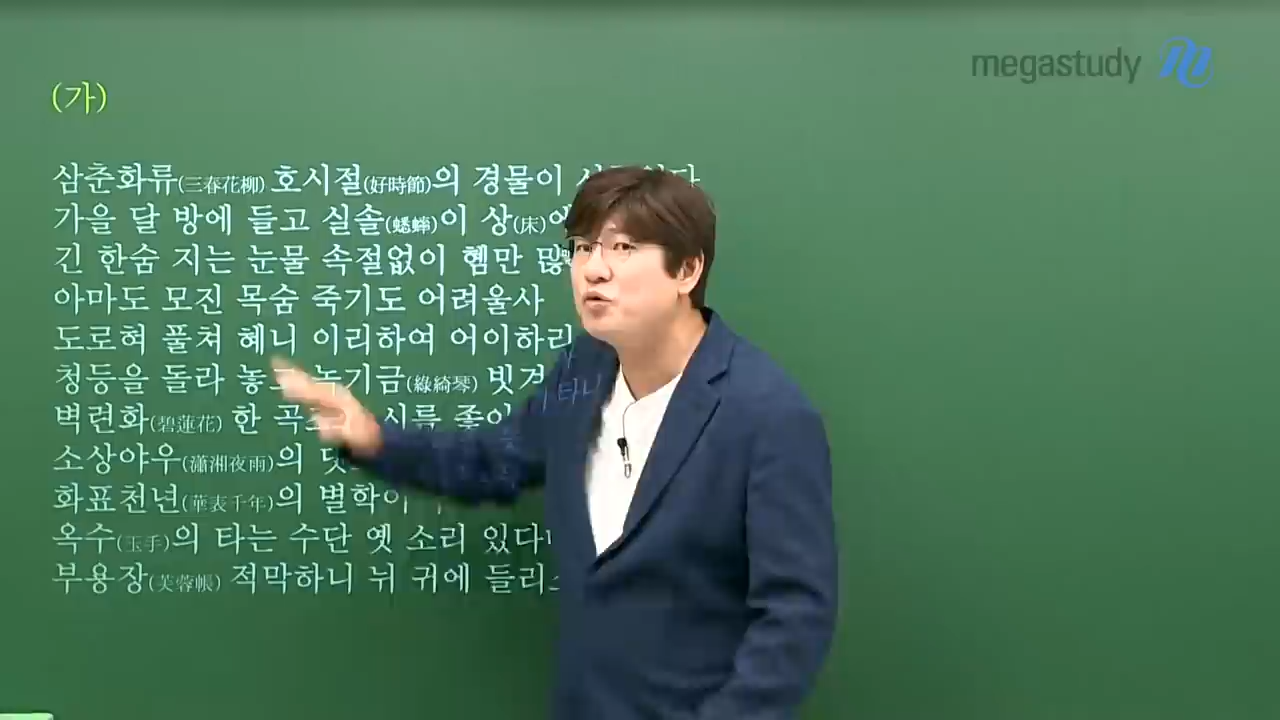 megastudy
(가)
삼춘화류(三春花柳) 호시절(好時節)의 경물이
가을 달 방에 들고 실솔(蟋蟀)이 상(床)에
긴 한숨 지는 눈물 속절없이 혬만 많
아마도 모진 목숨 죽기도 어려울사
도로혀 풀쳐 혜니 이리하여 어이하리
청등을 돌라 놓고 녹기금(綠綺琴) 빗겨
벽련화(碧蓮花) 한 곡조 시름 좇아
소상야우(瀟湘夜雨)의
화표천년(華表千年)의 별학이
옥수(玉手)의 타는 수단 옛 소리 있다
부용장(芙蓉帳) 적막하니 뉘 귀에 들리